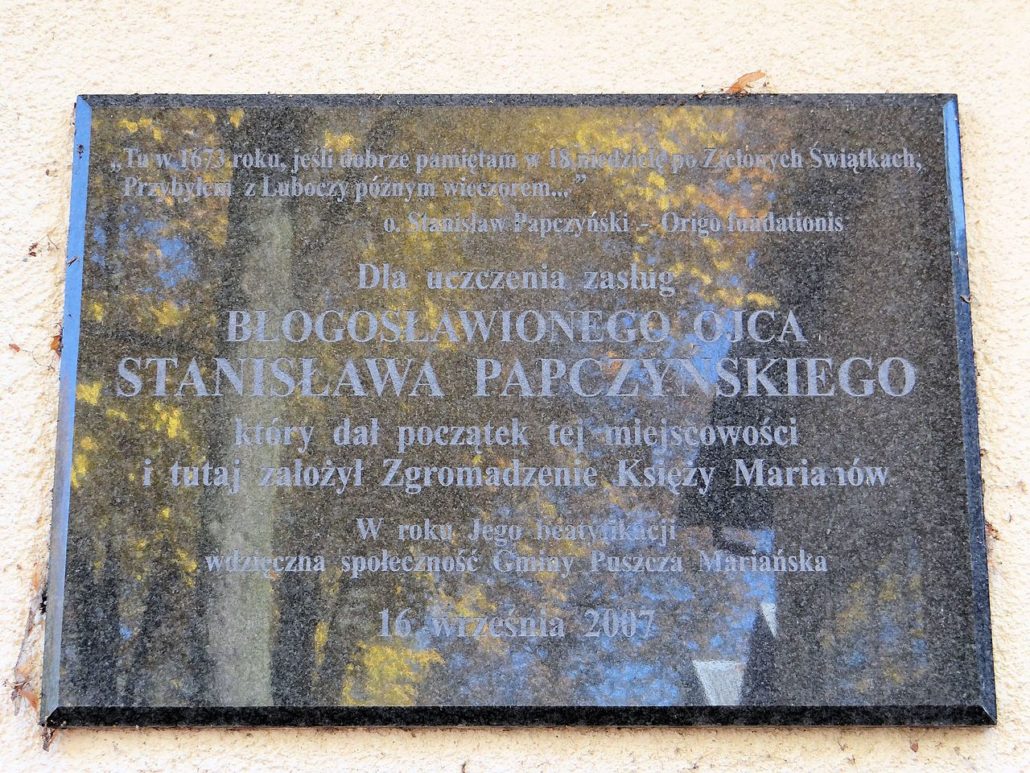 „Tu w 1673 roku, jeśli dobrze pamiętam w 18 niedzielę po Zielonych Świątkach,
Przybyłem z Luboczy późnym wieczorem...”
o. Stanisław Papczyński – Origo fundationis
Dla uczczenia zasług
BŁOGOSŁAWIONEGO OJCA
STANISŁAWA PAPCZYŃSKIEGO
który dał początek tej miejscowości
i tutaj założył Zgromadzenie Księży Marianów
W roku Jego beatyfikacji
wdzięczna społeczność Gminy Puszcza Mariańska
16 września 2007